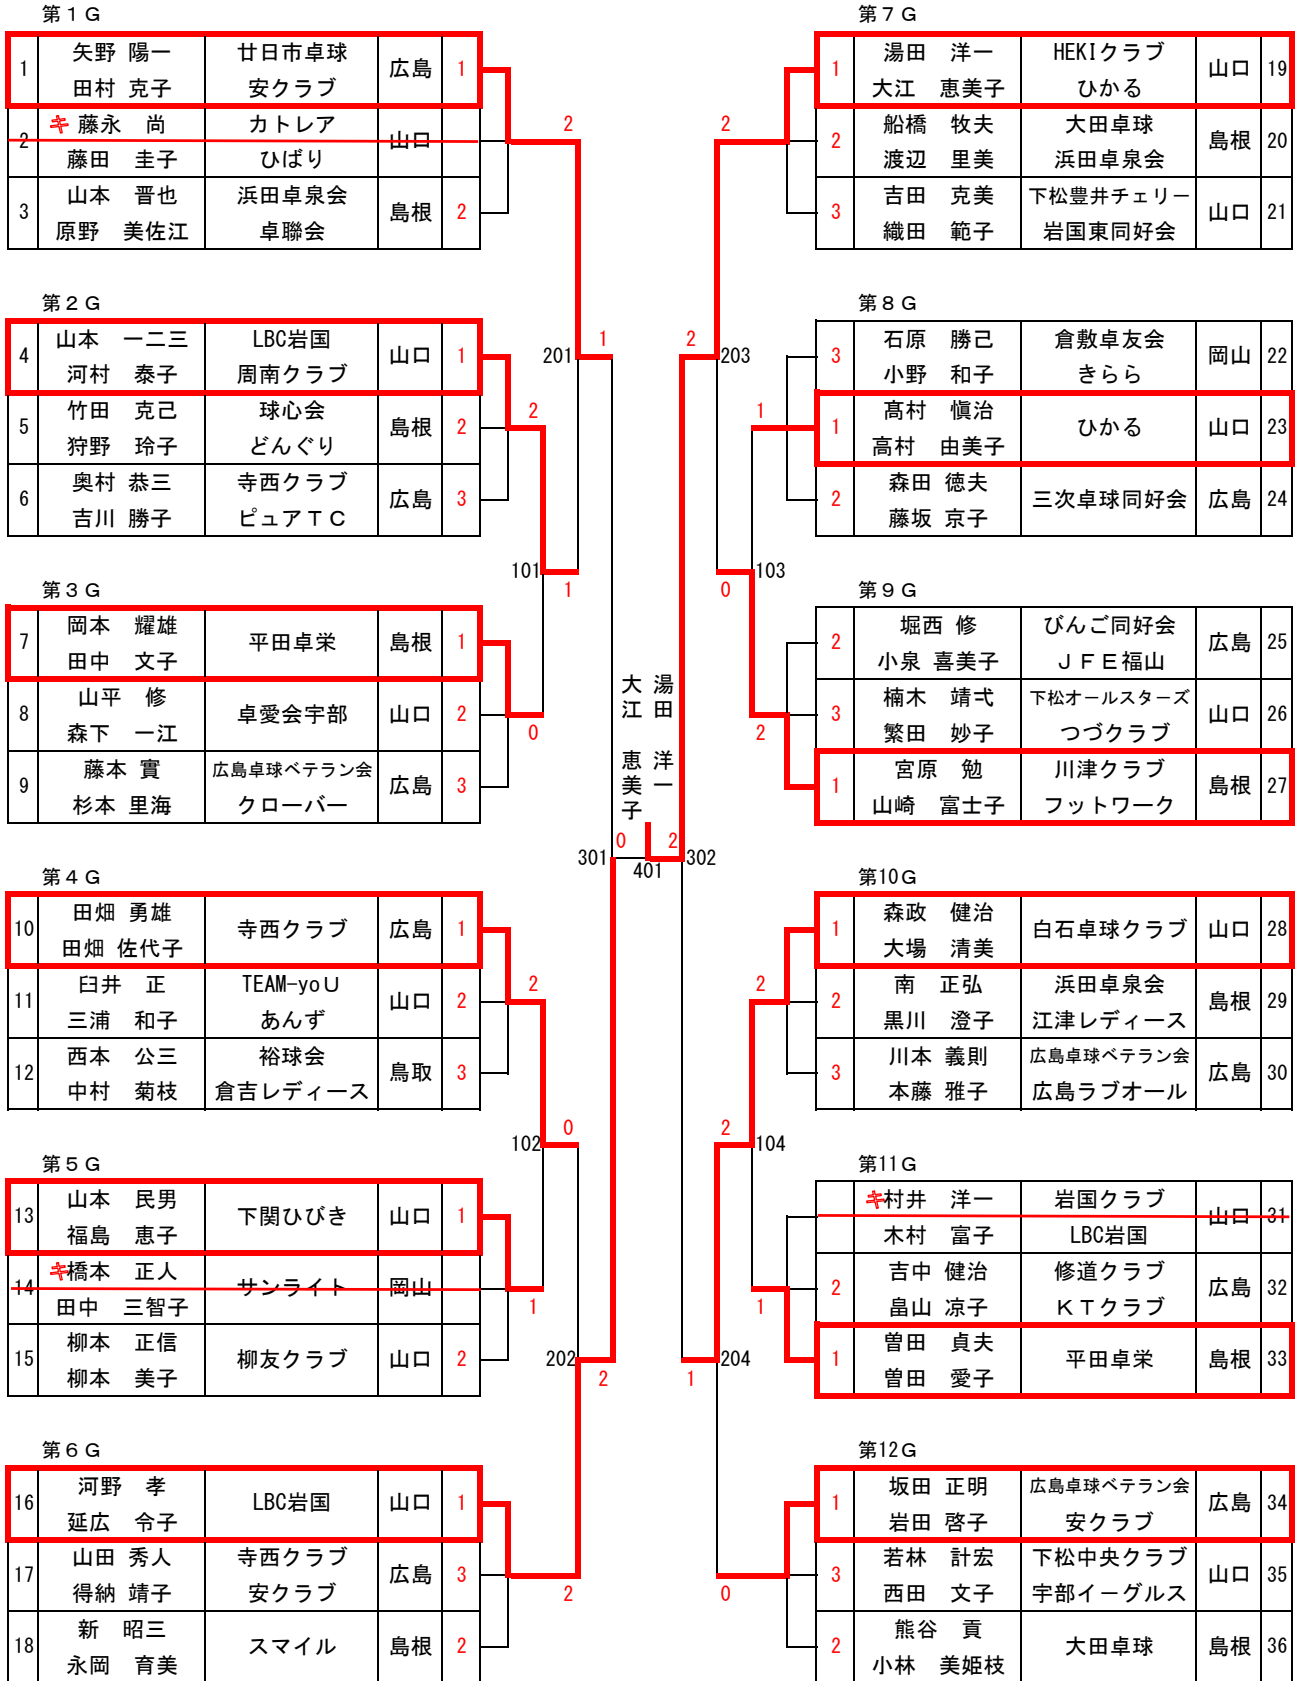 第１Ｇ
1 矢野 陽一 廿日市卓球 広島 1
田村 克子 安クラブ
2 キ 藤永 尚 カトレア 山口
藤田 圭子 ひばり
3 山本 晋也 浜田卓泉会 島根 2
原野 美佐江 卓聯会
第２Ｇ
4 山本 一二三 LBC岩国 山口 1
河村 泰子 周南クラブ
5 竹田 克己 球心会 島根 2
狩野 玲子 どんぐり
6 奥村 恭三 寺西クラブ 広島 3
吉川 勝子 ピュアＴＣ
第３Ｇ
7 岡本 耀雄 平田卓栄 島根 1
田中 文子
8 山平 修 卓愛会宇部 山口 2
森下 一江
9 藤本 實 広島卓球ベテラン会 広島 3
杉本 里海 クローバー
第４Ｇ
10 田畑 勇雄 寺西クラブ 広島 1
田畑 佐代子
11 臼井 正 TEAM-yoU 山口 2
三浦 和子 あんず
12 西本 公三 裕球会 鳥取 3
中村 菊枝 倉吉レディース
第５Ｇ
13 山本 民男 下関ひびき 山口 1
福島 恵子
14 キ 橋本 正人 サンライト 岡山
田中 三智子
15 柳本 正信 柳友クラブ 山口 2
柳本 美子
第６Ｇ
16 河野 孝 LBC岩国 山口 1
延広 令子
17 山田 秀人 寺西クラブ 広島 3
得納 靖子 安クラブ
18 新 昭三 スマイル 島根 2
永岡 育美
2
1
201
2
101
1
0
301
0
2
102
0
1
202
2
2
湯田 洋一
大江 恵美子
401
2
302
2
2
203
1
103
0
2
2
2
104
1
1
204
0
第７Ｇ
1 湯田 洋一 HEKIクラブ 山口 19
大江 恵美子 ひかる
2 船橋 牧夫 大田卓球 島根 20
渡辺 里美 浜田卓泉会
3 吉田 克美 下松豊井チェリー 山口 21
織田 範子 岩国東同好会
第８Ｇ
3 石原 勝己 倉敷卓友会 岡山 22
小野 和子 きらら
1 髙村 愼治 ひかる 山口 23
高村 由美子
2 森田 徳夫 三次卓球同好会 広島 24
藤坂 京子
第９Ｇ
2 堀西 修 びんご同好会 広島 25
小泉 喜美子 ＪＦＥ福山
3 楠木 靖弌 下松オールスターズ 山口 26
繁田 妙子 つづクラブ
1 宮原 勉 川津クラブ 島根 27
山崎 富士子 フットワーク
第10Ｇ
1 森政 健治 白石卓球クラブ 山口 28
大場 清美
2 南 正弘 浜田卓泉会 島根 29
黒川 澄子 江津レディース
3 川本 義則 広島卓球ベテラン会 広島 30
本藤 雅子 広島ラブオール
第11Ｇ
キ 村井 洋一 岩国クラブ 山口 31
木村 富子 LBC岩国
2 吉中 健治 修道クラブ 広島 32
畠山 凉子 ＫＴクラブ
1 曽田 貞夫 平田卓栄 島根 33
曽田 愛子
第12Ｇ
1 坂田 正明 広島卓球ベテラン会 広島 34
岩田 啓子 安クラブ
3 若林 計宏 下松中央クラブ 山口 35
西田 文子 宇部イーグルス
2 熊谷 貢 大田卓球 島根 36
小林 美姫枝